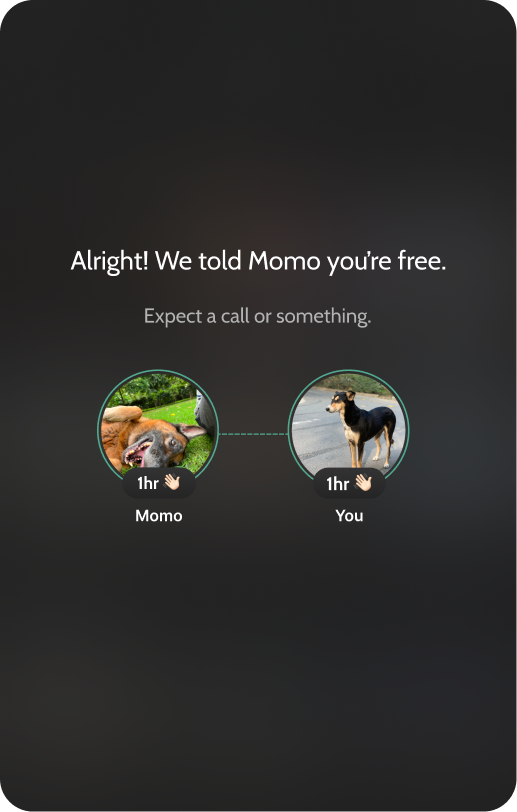 Alright! We told Momo you're free.
Expect a call or something.
1hr 👋🏻 1hr 👋🏻
Momo You